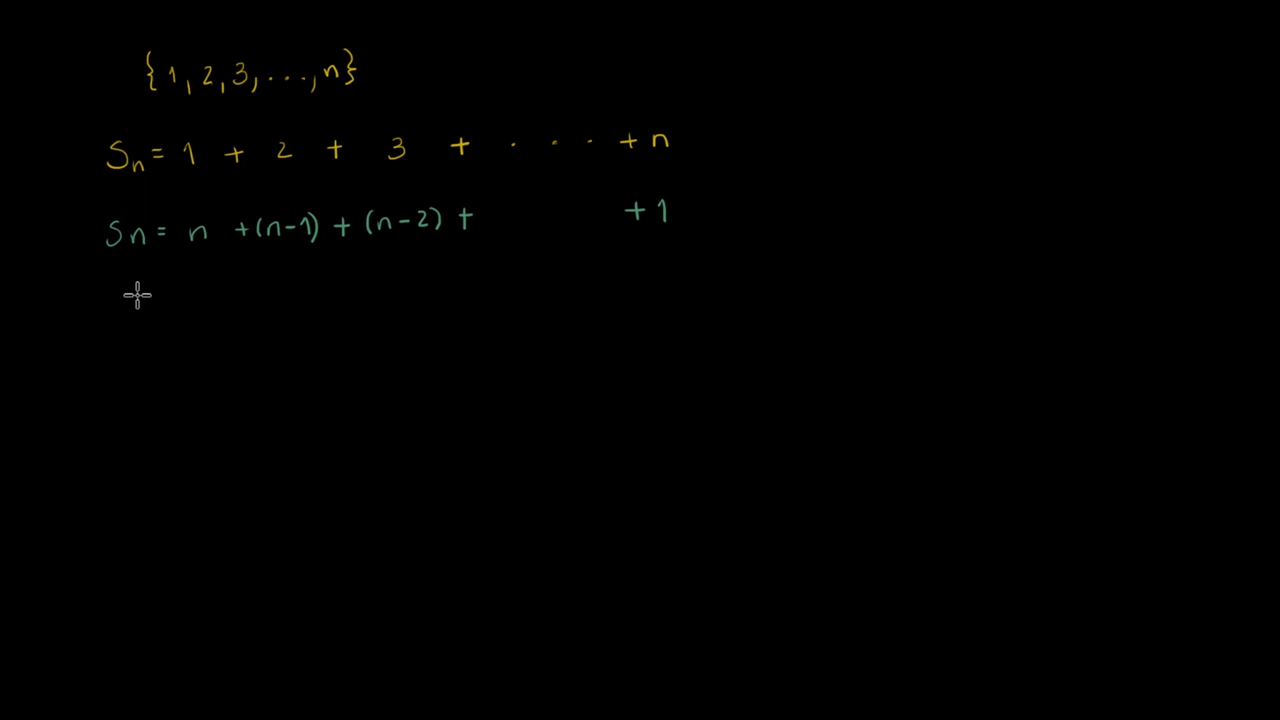 {1, 2, 3, ..., n}
Sn = 1 + 2 + 3 + . . . + n
Sn = n + (n-1) + (n-2) + + 1